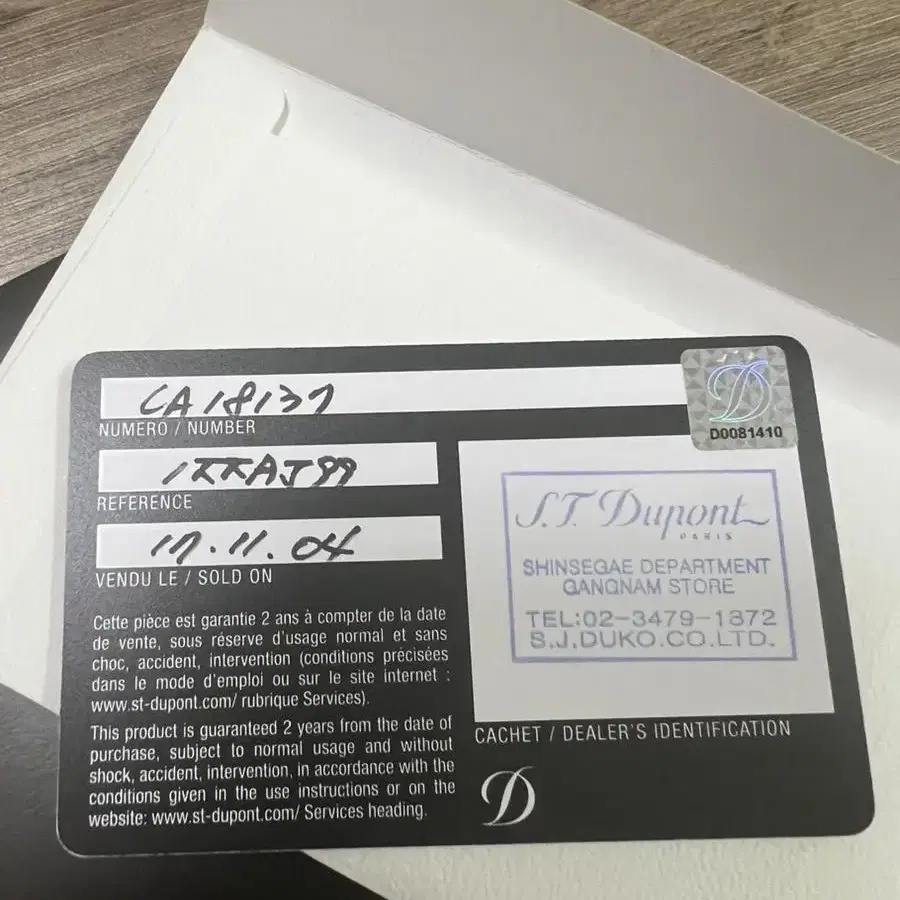 CA18137
NUMERO / NUMBER
D0081410
REFERENCE
17.11.04
VENDU LE / SOLD ON
Cette pièce est garantie 2 ans à compter de la date
de vente, sous réserve d'usage normal et sans
choc, accident, intervention (conditions précisées
dans le mode d'emploi ou sur le site internet :
www.st-dupont.com/ rubrique Services).
This product is guaranteed 2 years from the date of
purchase, subject to normal usage and without
shock, accident, intervention, in accordance with the
conditions given in the use instructions or on the
website: www.st-dupont.com/ Services heading.
S.T. Dupont
PARIS
SHINSEGAE DEPARTMENT
GANGNAM STORE
TEL:02-3479-1372
S.J.DUKO.CO.LTD.
CACHET / DEALER'S IDENTIFICATION
D